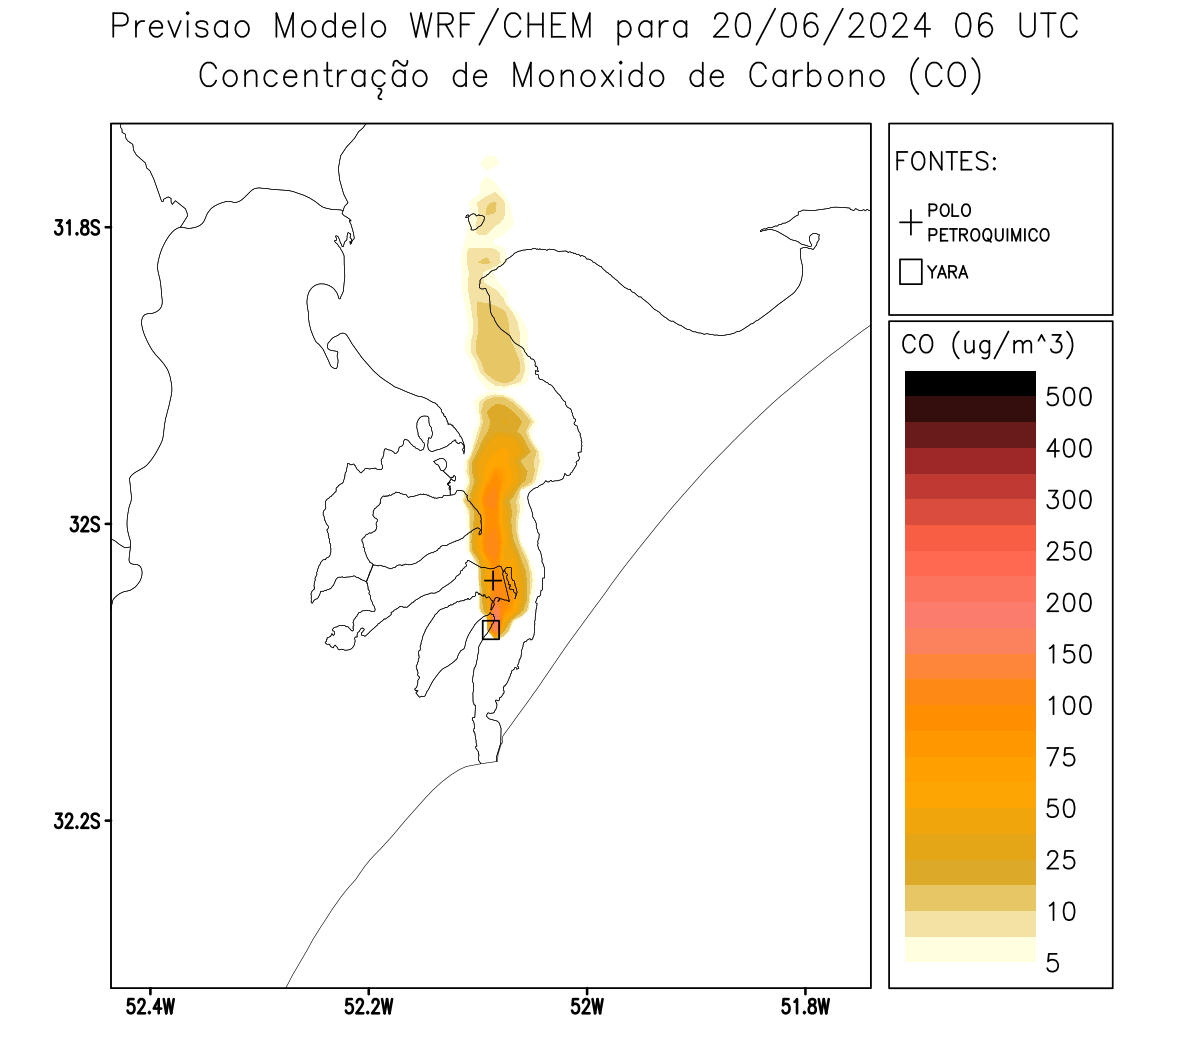 Previsao Modelo WRF/CHEM para 20/06/2024 06 UTC
Concentração de Monoxido de Carbono (CO)
FONTES:
POLO
PETROQUIMICO
YARA
CO (ug/m^3)
500
400
300
250
200
150
100
75
50
25
10
5
31.8S
32S
32.2S
52.4W
52.2W
52W
51.8W